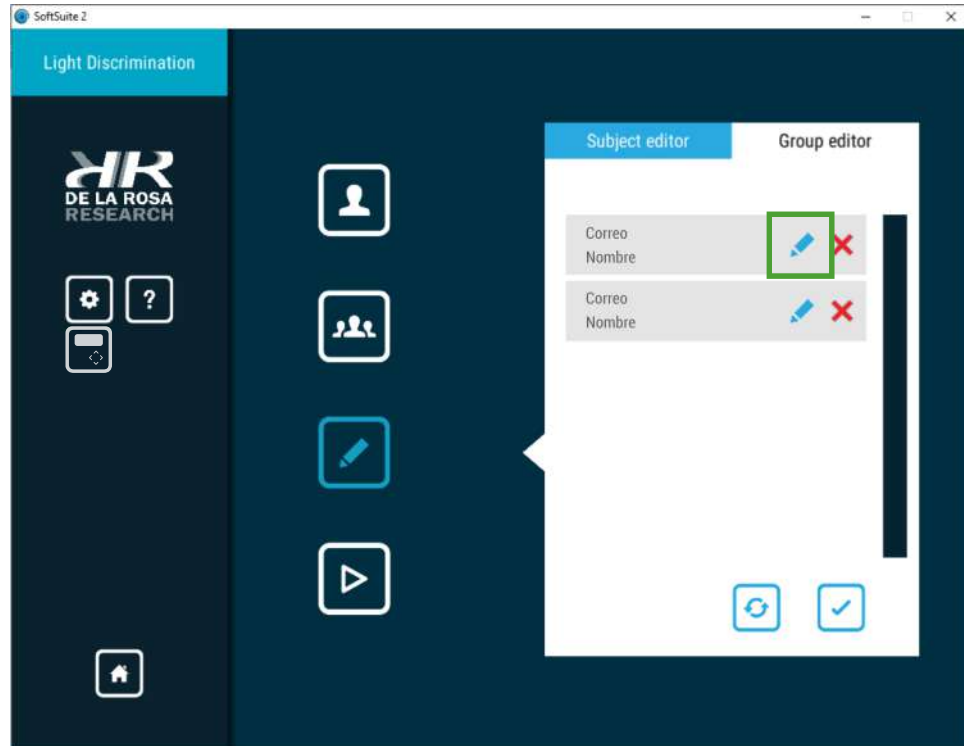 SoftSuite 2
Light Discrimination
DE LA ROSA
RESEARCH
?
Subject editor
Group editor
Correo
Nombre
Correo
Nombre